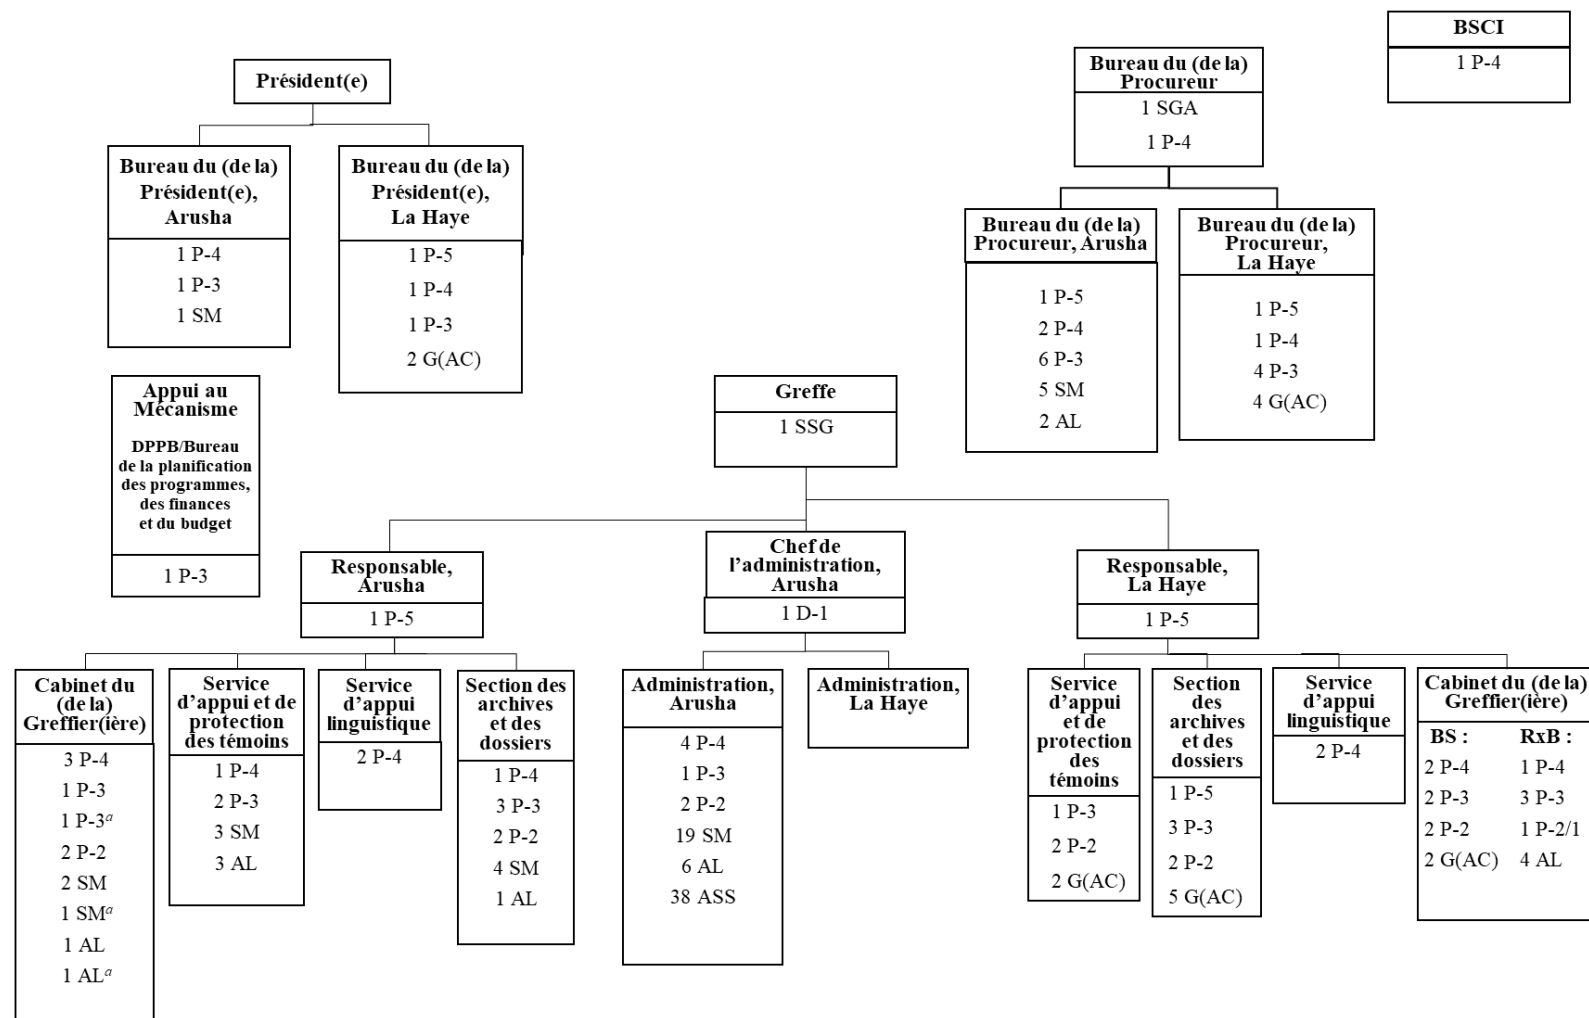 BSCI
1 P-4
Président(e)
Bureau du (de la)
Président(e),
Arusha
1 P-4
1 P-3
1 SM
Bureau du (de la)
Président(e),
La Haye
1 P-5
1 P-4
1 P-3
2 G(AC)
Bureau du (de la)
Procureur
1 SGA
1 P-4
Bureau du (de la)
Procureur, Arusha
1 P-5
2 P-4
6 P-3
5 SM
2 AL
Bureau du (de la)
Procureur,
La Haye
1 P-5
1 P-4
4 P-3
4 G(AC)
Appui au
Mécanisme
DPPB/Bureau
de la planification
des programmes,
des finances
et du budget
1 P-3
Greffe
1 SSG
Responsable,
Arusha
1 P-5
Chef de
l’administration,
Arusha
1 D-1
Responsable,
La Haye
1 P-5
Cabinet du
(de la)
Greffier(ière)
3 P-4
1 P-3
1 P-3a
2 P-2
2 SM
1 SMa
1 AL
1 ALa
Service
d’appui et de
protection
des témoins
1 P-4
2 P-3
3 SM
3 AL
Service
d’appui
linguistique
2 P-4
Section des
archives
et des
dossiers
1 P-4
3 P-3
2 P-2
4 SM
1 AL
Administration,
Arusha
4 P-4
1 P-3
2 P-2
19 SM
6 AL
38 ASS
Administration,
La Haye
Service
d’appui
et de
protection
des
témoins
1 P-3
2 P-2
2 G(AC)
Section
des
archives
et des
dossiers
1 P-5
3 P-3
2 P-2
5 G(AC)
Service
d’appui
linguistique
2 P-4
Cabinet du (de la)
Greffier(ière)
BS : RxB :
2 P-4 1 P-4
2 P-3 3 P-3
2 P-2 1 P-2/1
2 G(AC) 4 AL